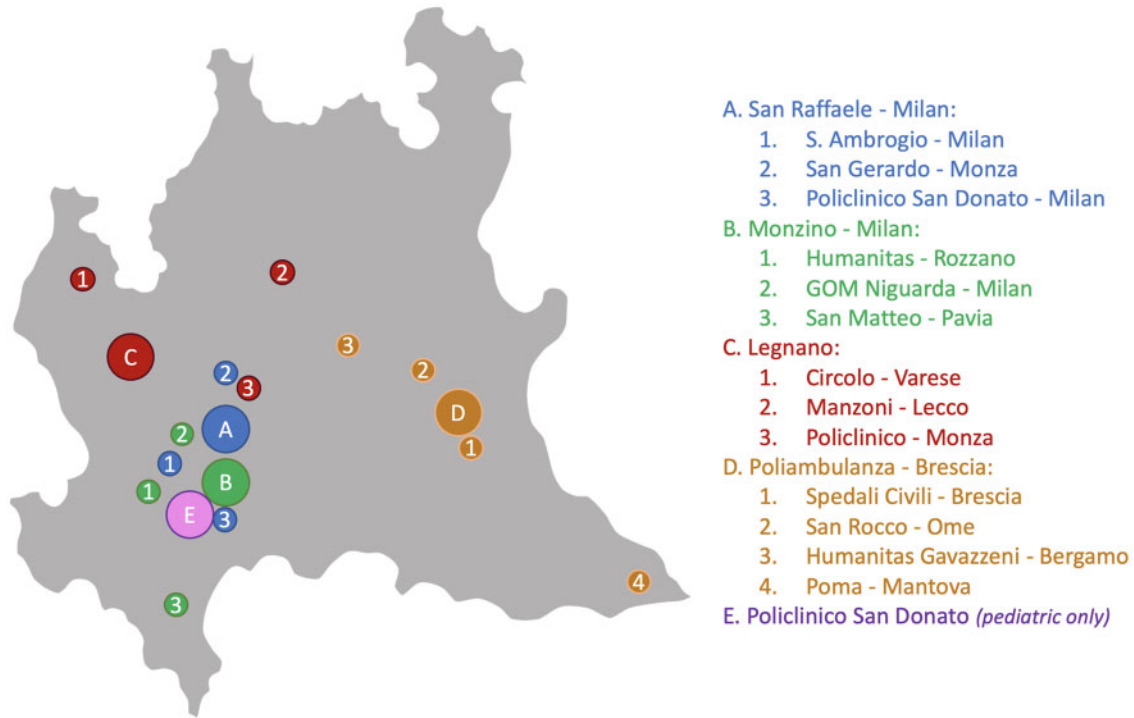 1
2
3
C
2
2
3
3
A
D
2
1
1
1
B
E
3
4
3
A. San Raffaele - Milan:
1. S. Ambrogio - Milan
2. San Gerardo - Monza
3. Policlinico San Donato - Milan
B. Monzino - Milan:
1. Humanitas - Rozzano
2. GOM Niguarda - Milan
3. San Matteo - Pavia
C. Legnano:
1. Circolo - Varese
2. Manzoni - Lecco
3. Policlinico - Monza
D. Poliambulanza - Brescia:
1. Spedali Civili - Brescia
2. San Rocco - Ome
3. Humanitas Gavazzeni - Bergamo
4. Poma - Mantova
E. Policlinico San Donato (pediatric only)